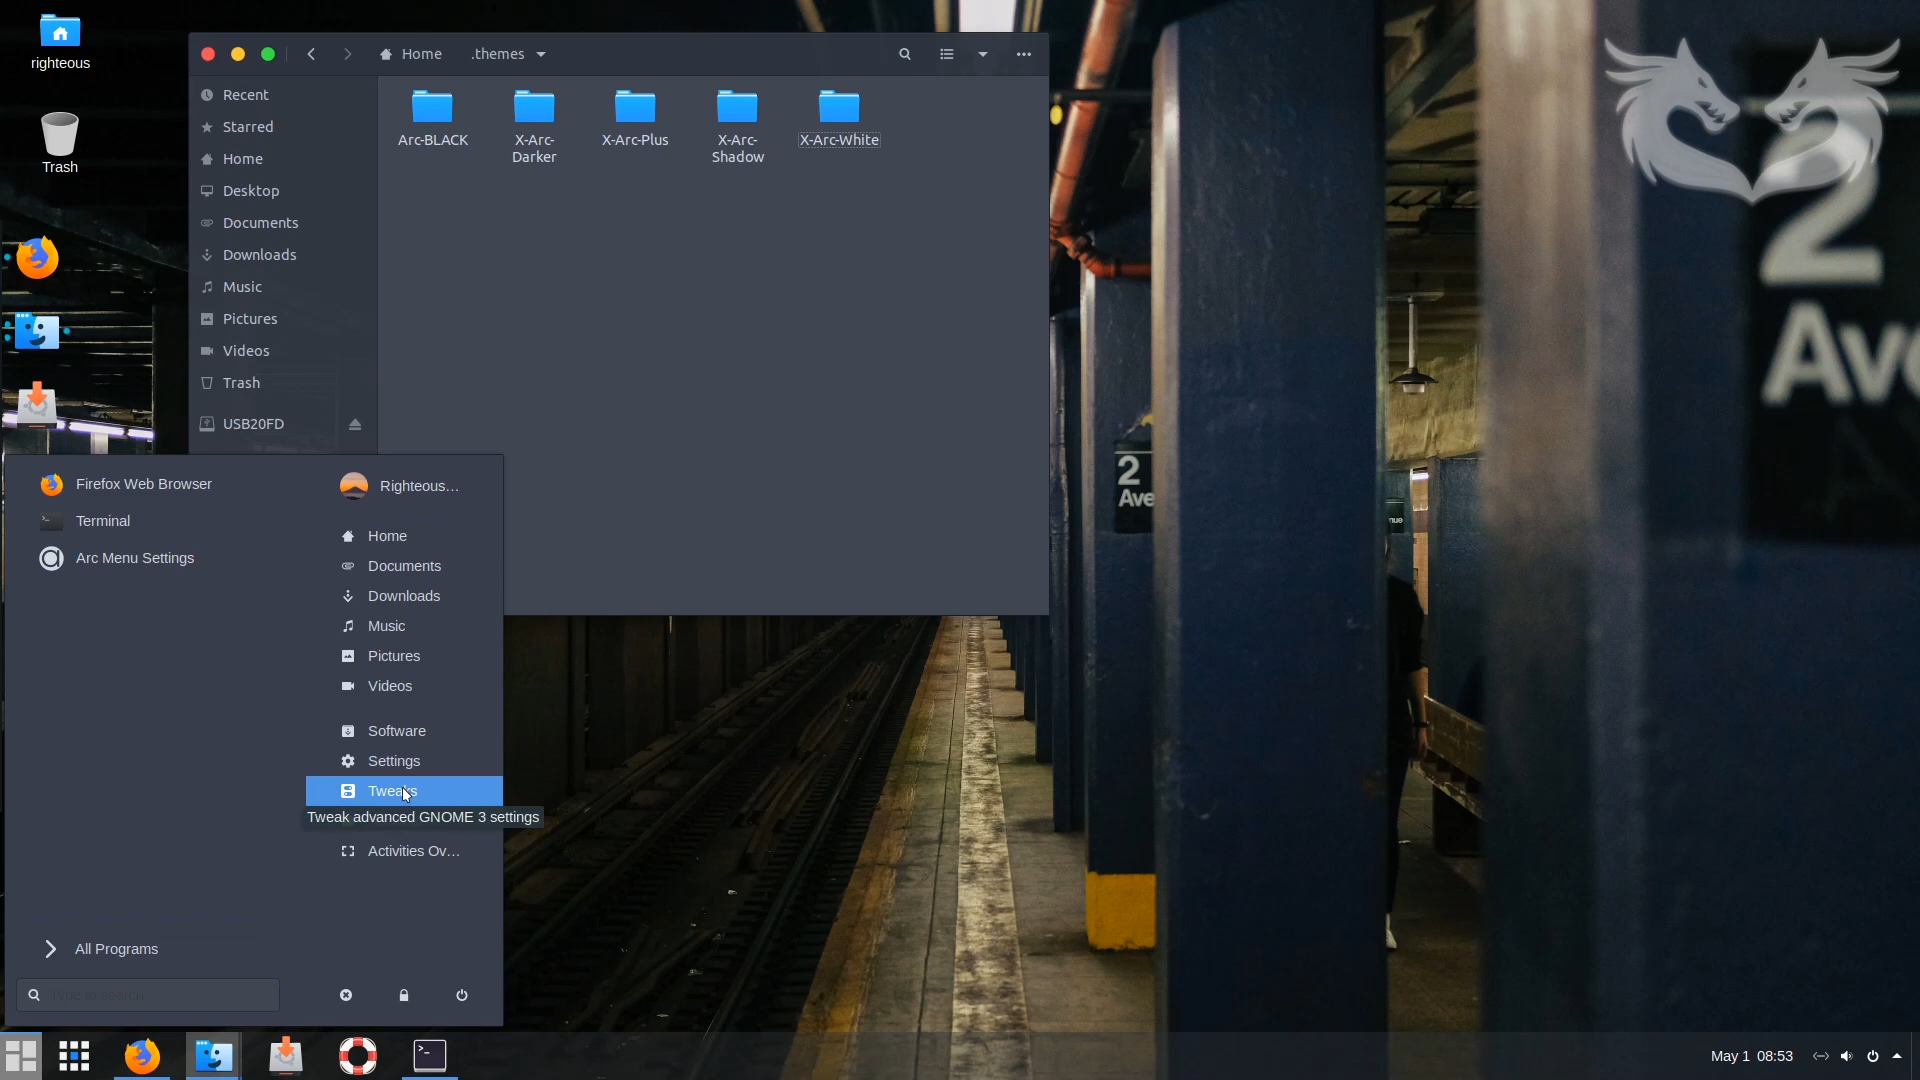 righteous
Trash
Home
.themes
Recent
Starred
Home
Desktop
Documents
Downloads
Music
Pictures
Videos
Trash
USB20FD
Arc-BLACK
X-Arc-
Darker
X-Arc-Plus
X-Arc-
Shadow
X-Arc-White
2
Ave
2
Ave
nue
Firefox Web Browser
Terminal
Arc Menu Settings
Righteous…
Home
Documents
Downloads
Music
Pictures
Videos
Software
Settings
Tweaks
Tweak advanced GNOME 3 settings
Activities Ov…
All Programs
May 1 08:53